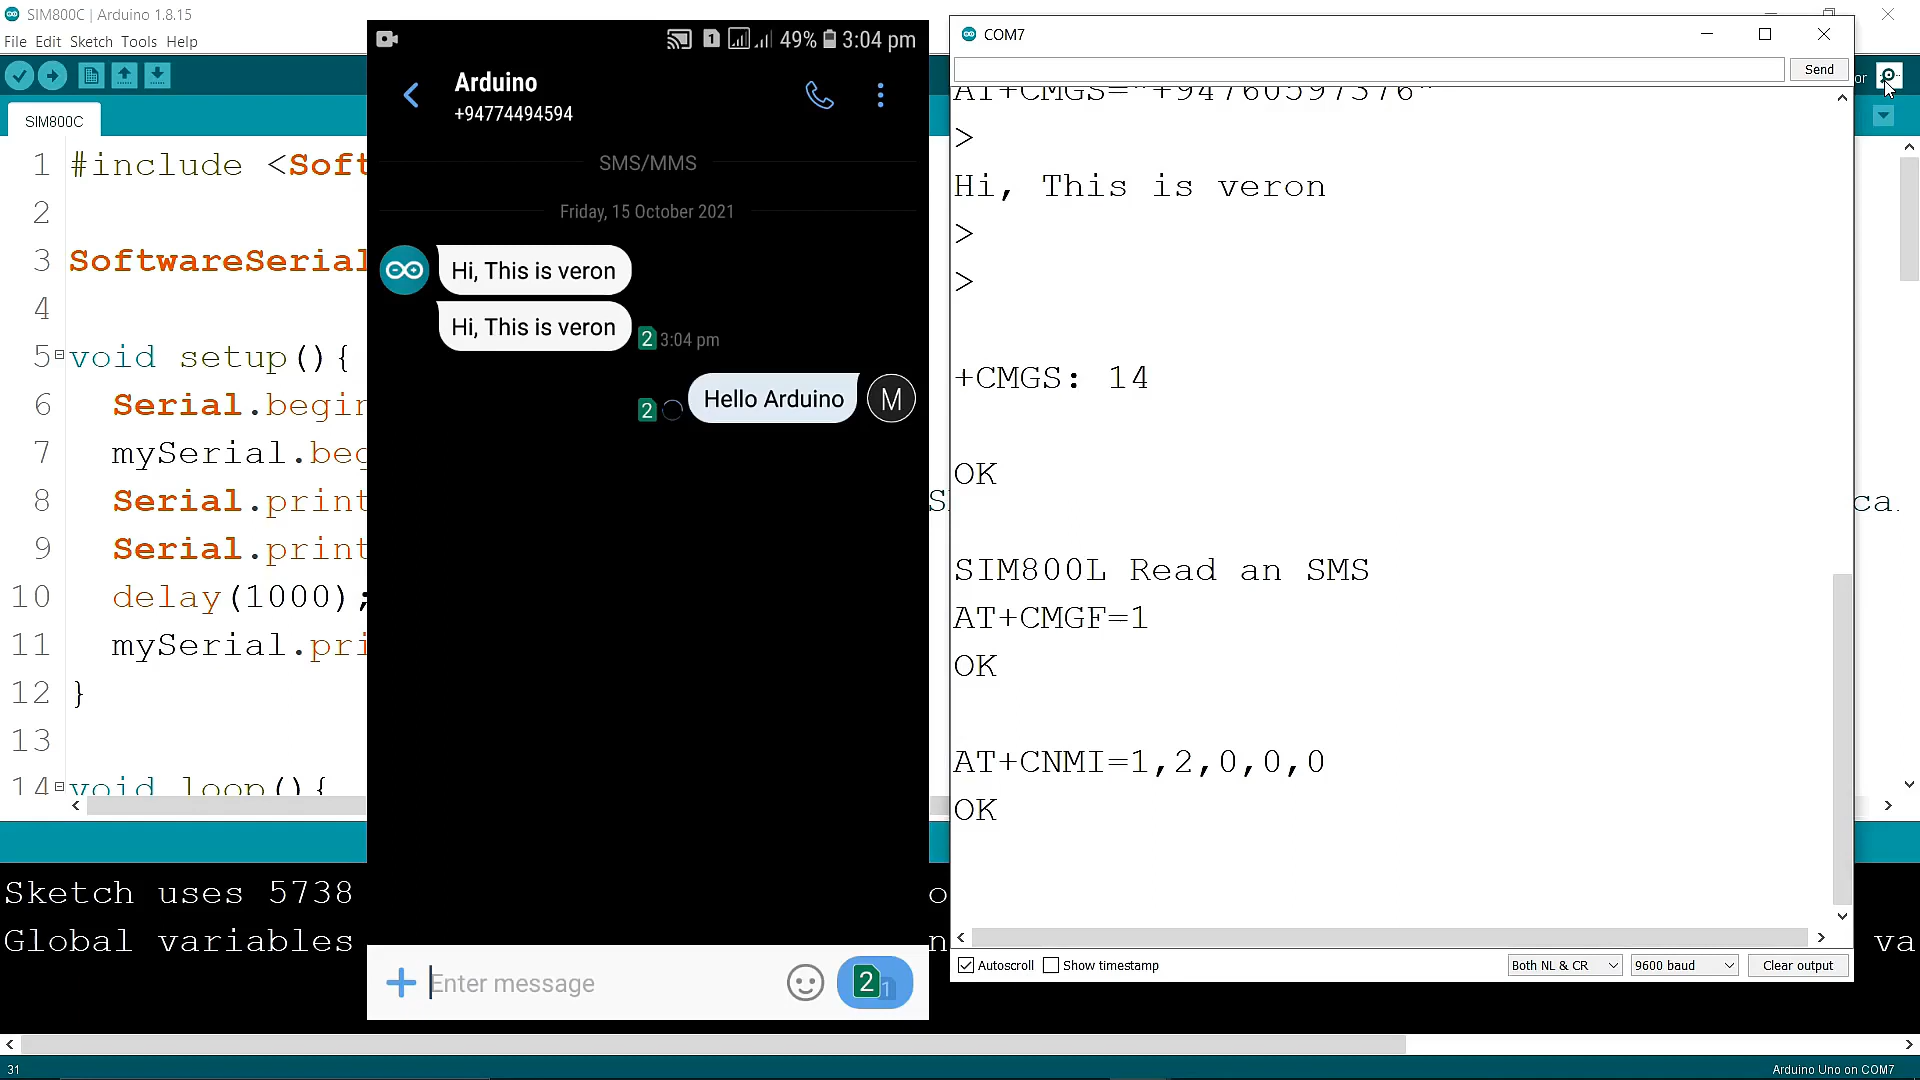 SIM800C | Arduino 1.8.15
File Edit Sketch Tools Help
SIM800C
1 #include <Soft
2
3 SoftwareSerial
4
5 void setup(){
6 Serial.begin
7 mySerial.beg
8 Serial.print
9 Serial.print
10 delay(1000);
11 mySerial.pri
12 }
13
14 void loop(){
Sketch uses 5738
Global variables
va
31
Arduino Uno on COM7
1 49% 3:04 pm
Arduino
+94774494594
SMS/MMS
Friday, 15 October 2021
Hi, This is veron
Hi, This is veron
2 3:04 pm
Hello Arduino
M
2
Enter message
2 1
COM7
Send
AT+CMGS="+94760597376"
>
Hi, This is veron
>
>
+CMGS: 14
OK
SIM800L Read an SMS
AT+CMGF=1
OK
AT+CNMI=1,2,0,0,0
OK
Autoscroll Show timestamp
Both NL & CR
9600 baud
Clear output